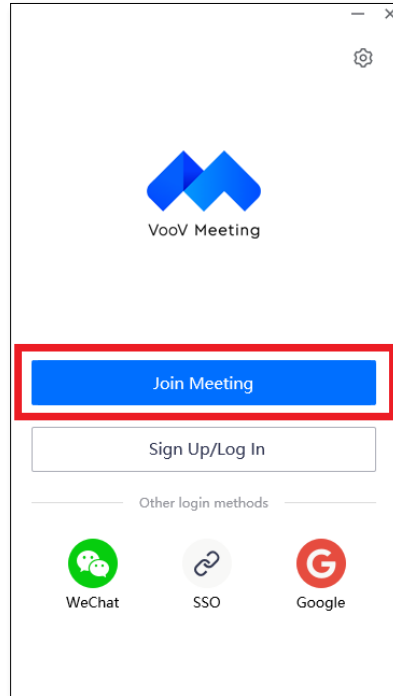 VooV Meeting
Join Meeting
Sign Up/Log In
Other login methods
WeChat
SSO
Google